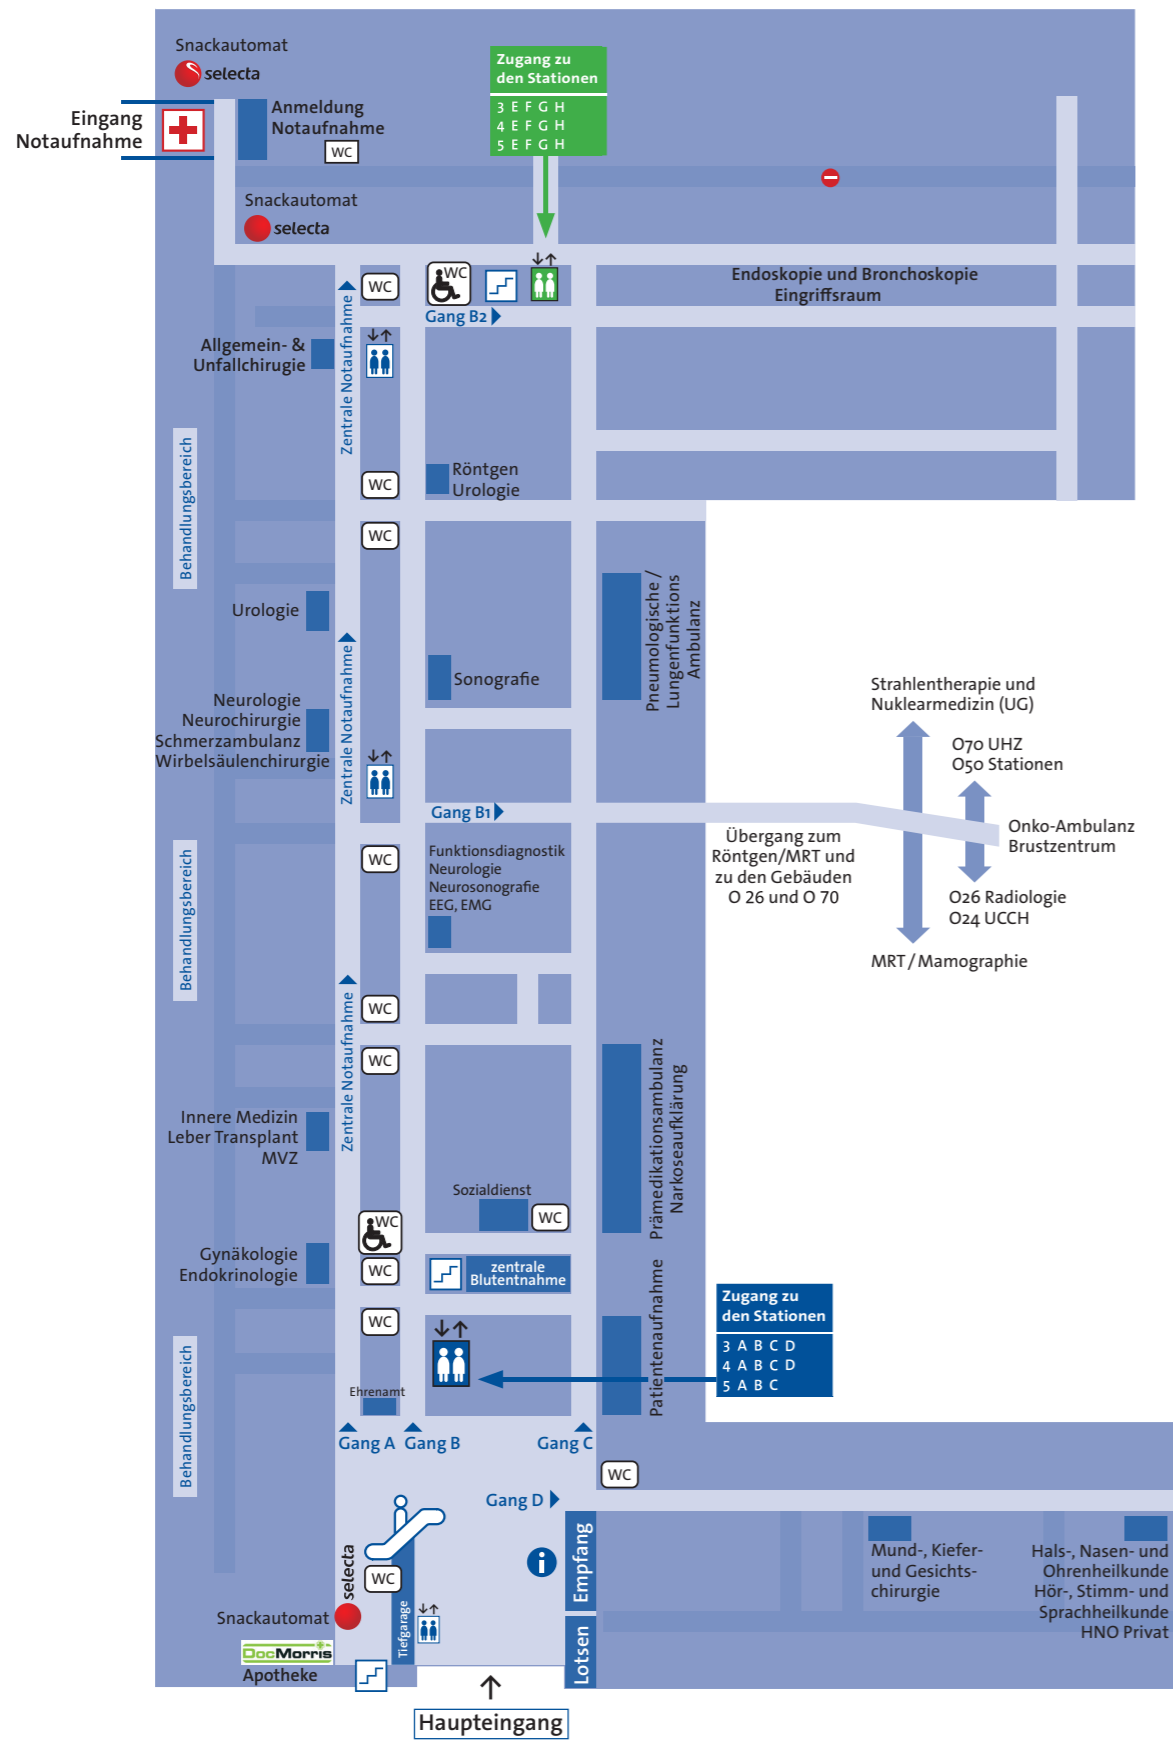 Snackautomat
selecta
Eingang
Notaufnahme
Anmeldung
Notaufnahme
WC
Zugang zu
den Stationen
3 E F G H
4 E F G H
5 E F G H
Snackautomat
selecta
WC
WC
Endoskopie und Bronchoskopie
Eingriffsraum
Gang B2
Zentrale Notaufnahme
Allgemein- &
Unfallchirugie
Behandlungsbereich
WC
Röntgen
Urologie
WC
Urologie
Pneumologische /
Lungenfunktions
Ambulanz
Zentrale Notaufnahme
Sonografie
Neurologie
Neurochirurgie
Schmerzambulanz
Wirbelsäulenchirurgie
Strahlentherapie und
Nuklearmedizin (UG)
O70 UHZ
O50 Stationen
Gang B1
Übergang zum
Röntgen/MRT und
zu den Gebäuden
O 26 und O 70
Onko-Ambulanz
Brustzentrum
O26 Radiologie
O24 UCCH
MRT / Mamographie
Behandlungsbereich
WC
Funktionsdiagnostik
Neurologie
Neurosonografie
EEG, EMG
Zentrale Notaufnahme
WC
WC
Prämedikationsambulanz
Narkoseaufklärung
Innere Medizin
Leber Transplant
MVZ
Sozialdienst
WC
WC
Gynäkologie
Endokrinologie
WC
zentrale
Blutentnahme
WC
Patientenaufnahme
Zugang zu
den Stationen
3 A B C D
4 A B C D
5 A B C
Behandlungsbereich
Ehrenamt
Gang A
Gang B
Gang C
WC
Gang D
Empfang
Lotsen
Mund-, Kiefer-
und Gesichts-
chirurgie
Hals-, Nasen- und
Ohrenheilkunde
Hör-, Stimm- und
Sprachheilkunde
HNO Privat
selecta
Snackautomat
WC
Tiefgarage
i
DocMorris
Apotheke
Haupteingang